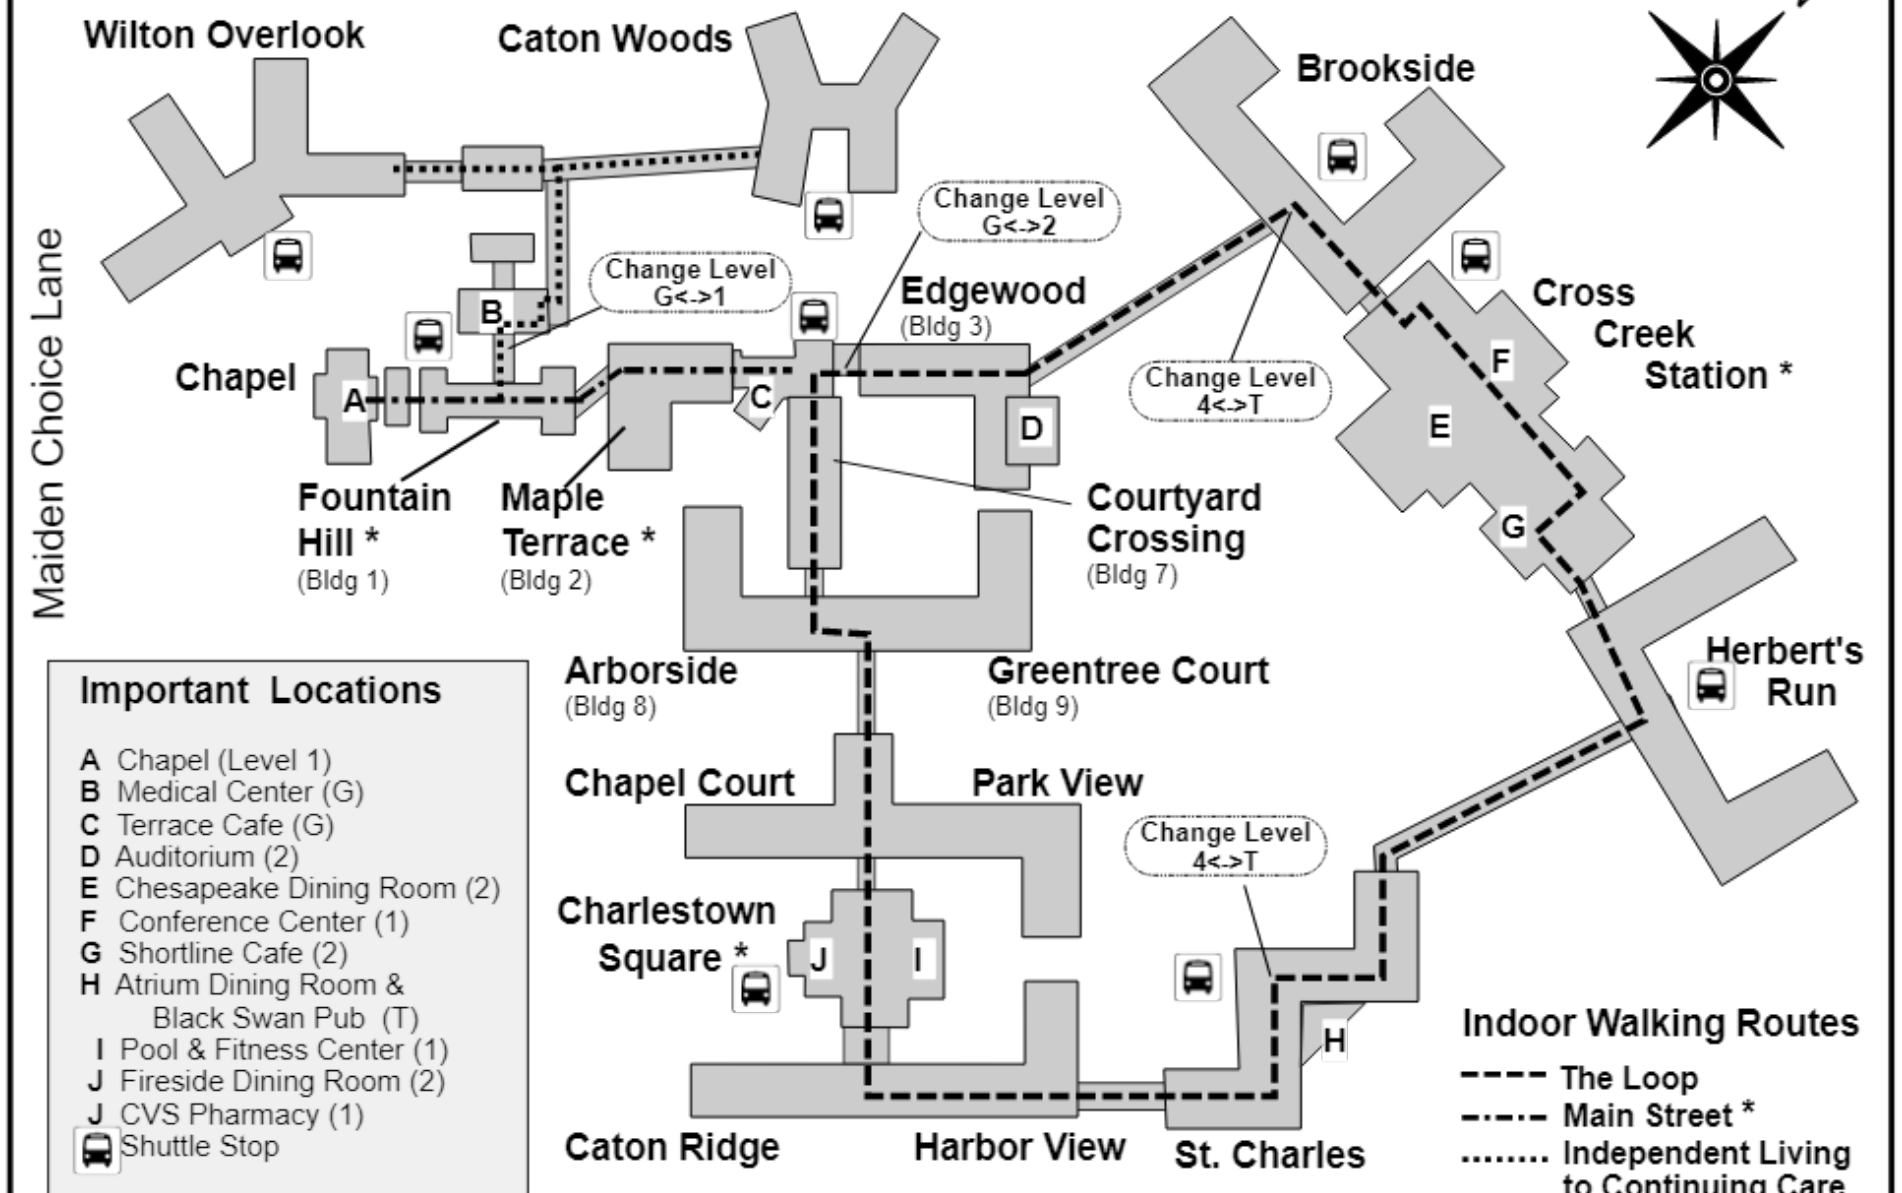 Wilton Overlook
Caton Woods
Brookside
Change Level
G<->2
Change Level
G<->1
Edgewood
(Bldg 3)
Cross
Creek
Station *
Maiden Choice Lane
Chapel
A
B
C
D
E
F
G
Change Level
4<->T
Fountain
Hill *
(Bldg 1)
Maple
Terrace *
(Bldg 2)
Courtyard
Crossing
(Bldg 7)
Arborside
(Bldg 8)
Greentree Court
(Bldg 9)
Herbert's
Run
Chapel Court
Park View
Change Level
4<->T
Charlestown
Square *
J
I
H
Caton Ridge
Harbor View
St. Charles
Important Locations
A Chapel (Level 1)
B Medical Center (G)
C Terrace Cafe (G)
D Auditorium (2)
E Chesapeake Dining Room (2)
F Conference Center (1)
G Shortline Cafe (2)
H Atrium Dining Room &
Black Swan Pub (T)
I Pool & Fitness Center (1)
J Fireside Dining Room (2)
J CVS Pharmacy (1)
Shuttle Stop
Indoor Walking Routes
The Loop
Main Street *
Independent Living
to Continuing Care